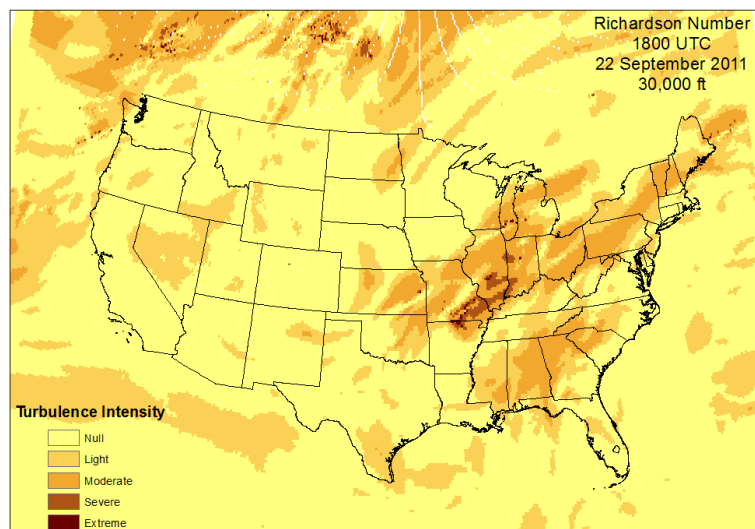 Richardson Number
1800 UTC
22 September 2011
30,000 ft
Turbulence Intensity
Null
Light
Moderate
Severe
Extreme